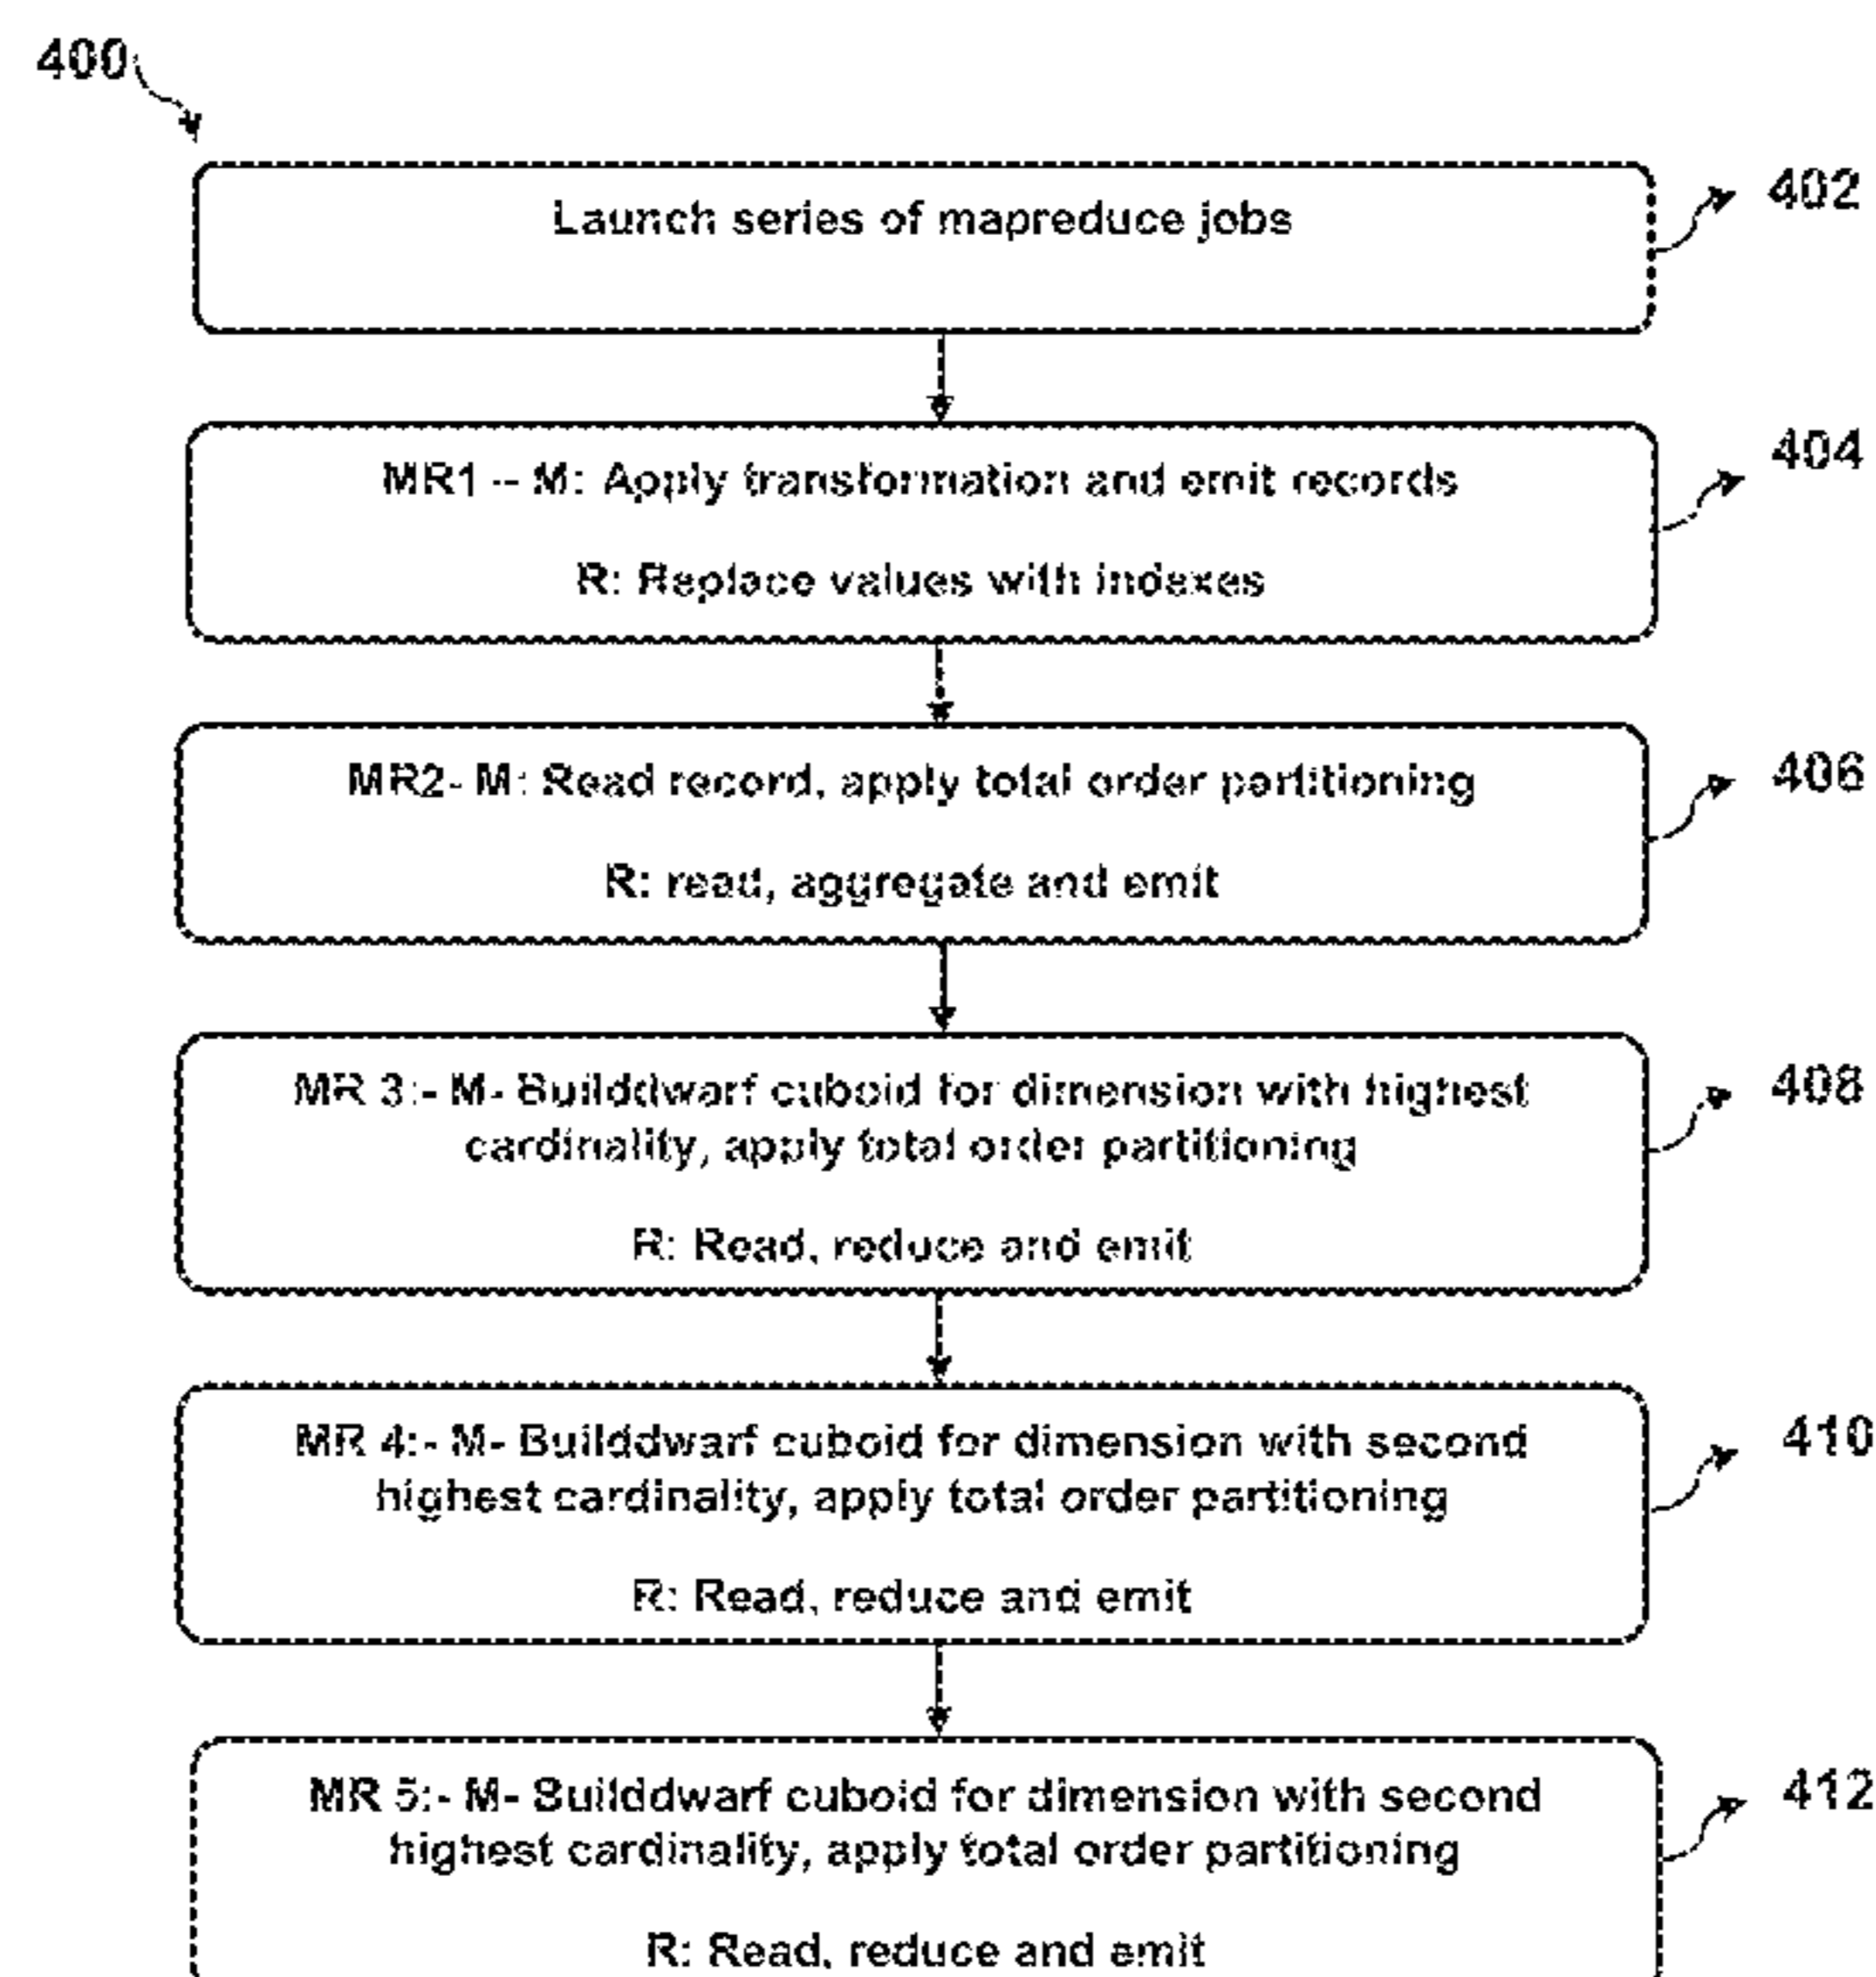 400
Launch series of mapreduce jobs
402
MR1 -- M: Apply transformation and emit records
404
R: Replace values with indexes
MR2- M: Read record, apply total order partitioning
406
R: read, aggregate and emit
MR 3:- M- Builddwarf cuboid for dimension with highest
cardinality, apply total order partitioning
408
R: Read, reduce and emit
MR 4:- M- Builddwarf cuboid for dimension with second
highest cardinality, apply total order partitioning
410
R: Read, reduce and emit
MR 5:- M- Builddwarf cuboid for dimension with second
highest cardinality, apply total order partitioning
412
R: Read, reduce and emit